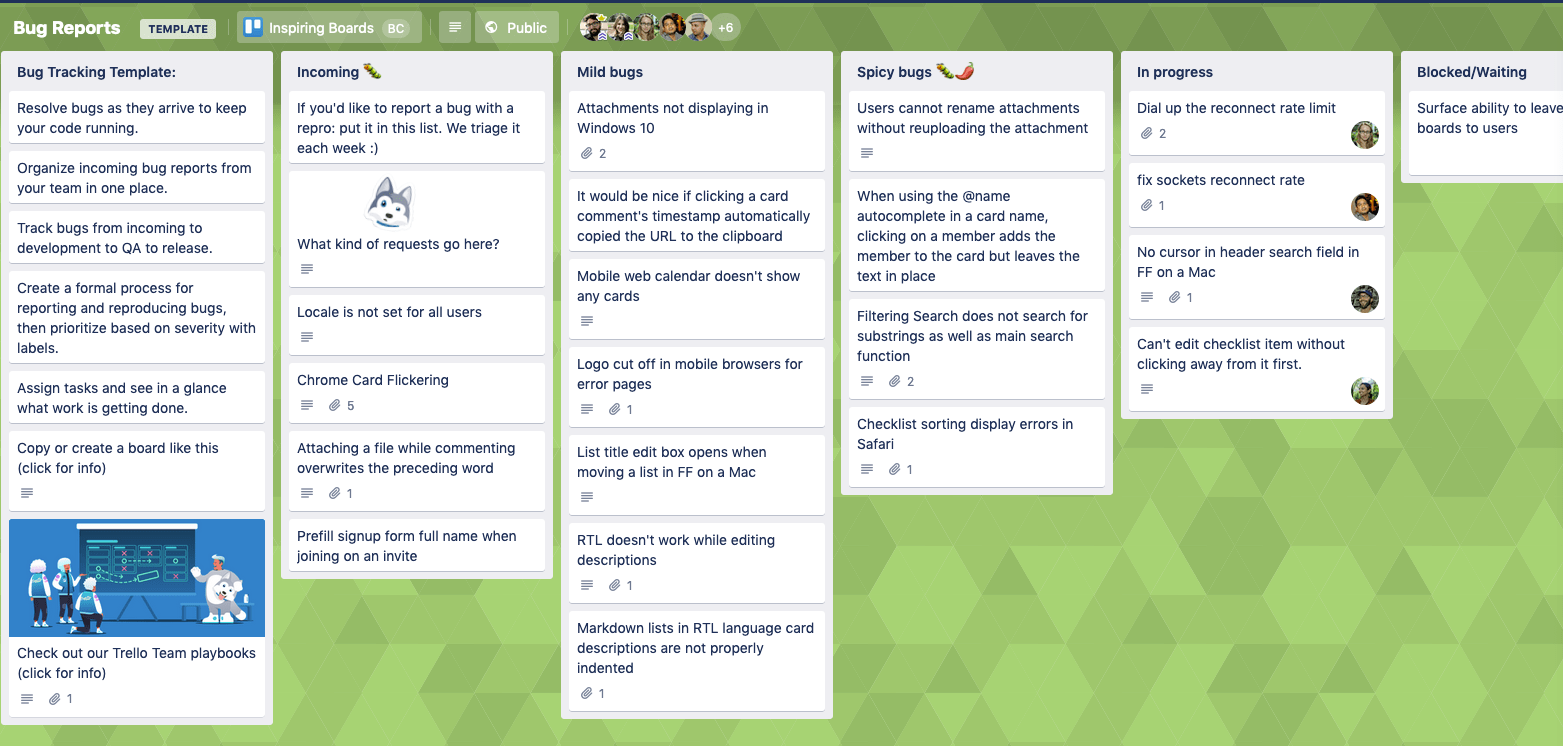 Bug Reports
TEMPLATE
Inspiring Boards BC
Public
+6
Bug Tracking Template:
Resolve bugs as they arrive to keep
your code running.
Organize incoming bug reports from
your team in one place.
Track bugs from incoming to
development to QA to release.
Create a formal process for
reporting and reproducing bugs,
then prioritize based on severity with
labels.
Assign tasks and see in a glance
what work is getting done.
Copy or create a board like this
(click for info)
Check out our Trello Team playbooks
(click for info)
1
Incoming 🐛
If you'd like to report a bug with a
repro: put it in this list. We triage it
each week :)
What kind of requests go here?
Locale is not set for all users
Chrome Card Flickering
5
Attaching a file while commenting
overwrites the preceding word
1
Prefill signup form full name when
joining on an invite
Mild bugs
Attachments not displaying in
Windows 10
2
It would be nice if clicking a card
comment's timestamp automatically
copied the URL to the clipboard
Mobile web calendar doesn't show
any cards
Logo cut off in mobile browsers for
error pages
1
List title edit box opens when
moving a list in FF on a Mac
RTL doesn't work while editing
descriptions
1
Markdown lists in RTL language card
descriptions are not properly
indented
1
Spicy bugs 🐛🌶️
Users cannot rename attachments
without reuploading the attachment
When using the @name
autocomplete in a card name,
clicking on a member adds the
member to the card but leaves the
text in place
Filtering Search does not search for
substrings as well as main search
function
2
Checklist sorting display errors in
Safari
1
In progress
Dial up the reconnect rate limit
2
fix sockets reconnect rate
1
No cursor in header search field in
FF on a Mac
1
Can't edit checklist item without
clicking away from it first.
Blocked/Waiting
Surface ability to leave
boards to users